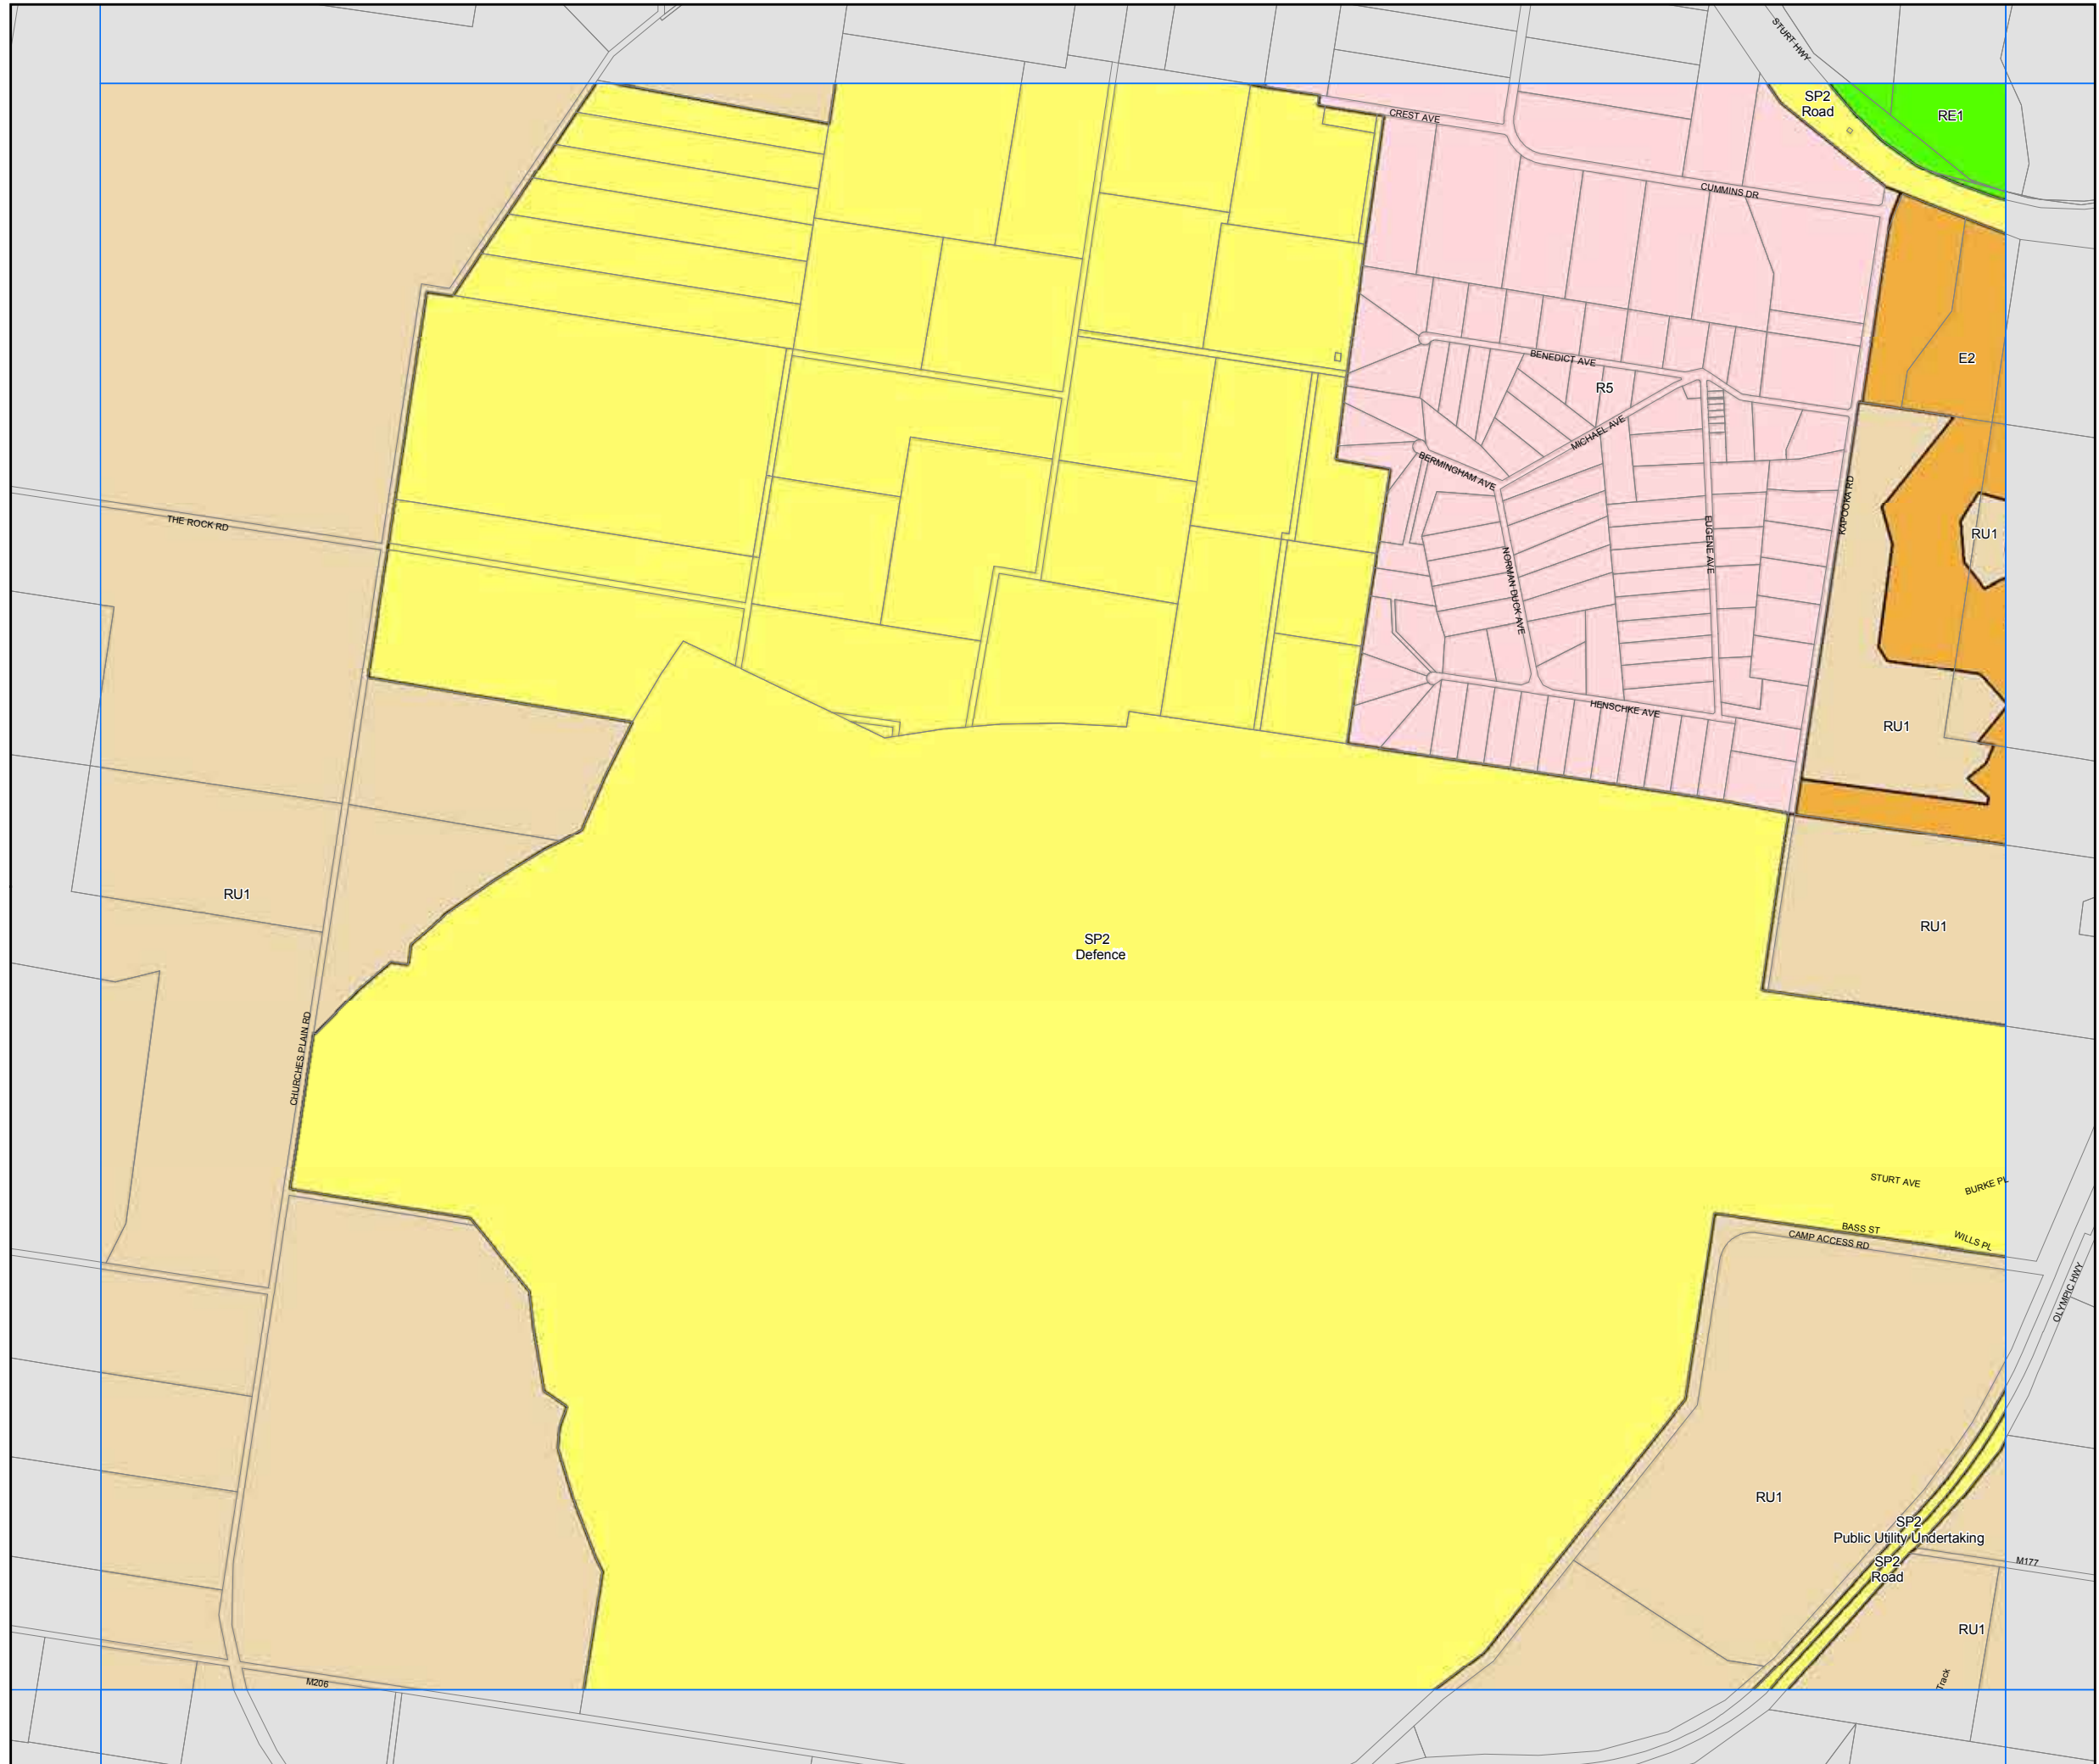 STURT HWY
SP2
Road
RE1
CREST AVE
CUMMINS DR
BENEDICT AVE
E2
R5
MICHAEL AVE
BERMINGHAM AVE
KAPOOKA RD
THE ROCK RD
EUGENE AVE
RU1
NORMAN DUCK AVE
HENSCHKE AVE
RU1
RU1
RU1
SP2
Defence
CHURCHES PLAIN RD
STURT AVE
BURKE PL
BASS ST
WILLS PL
CAMP ACCESS RD
OLYMPIC HWY
RU1
SP2
Public Utility Undertaking
SP2
Road
M177
RU1
Track
M206